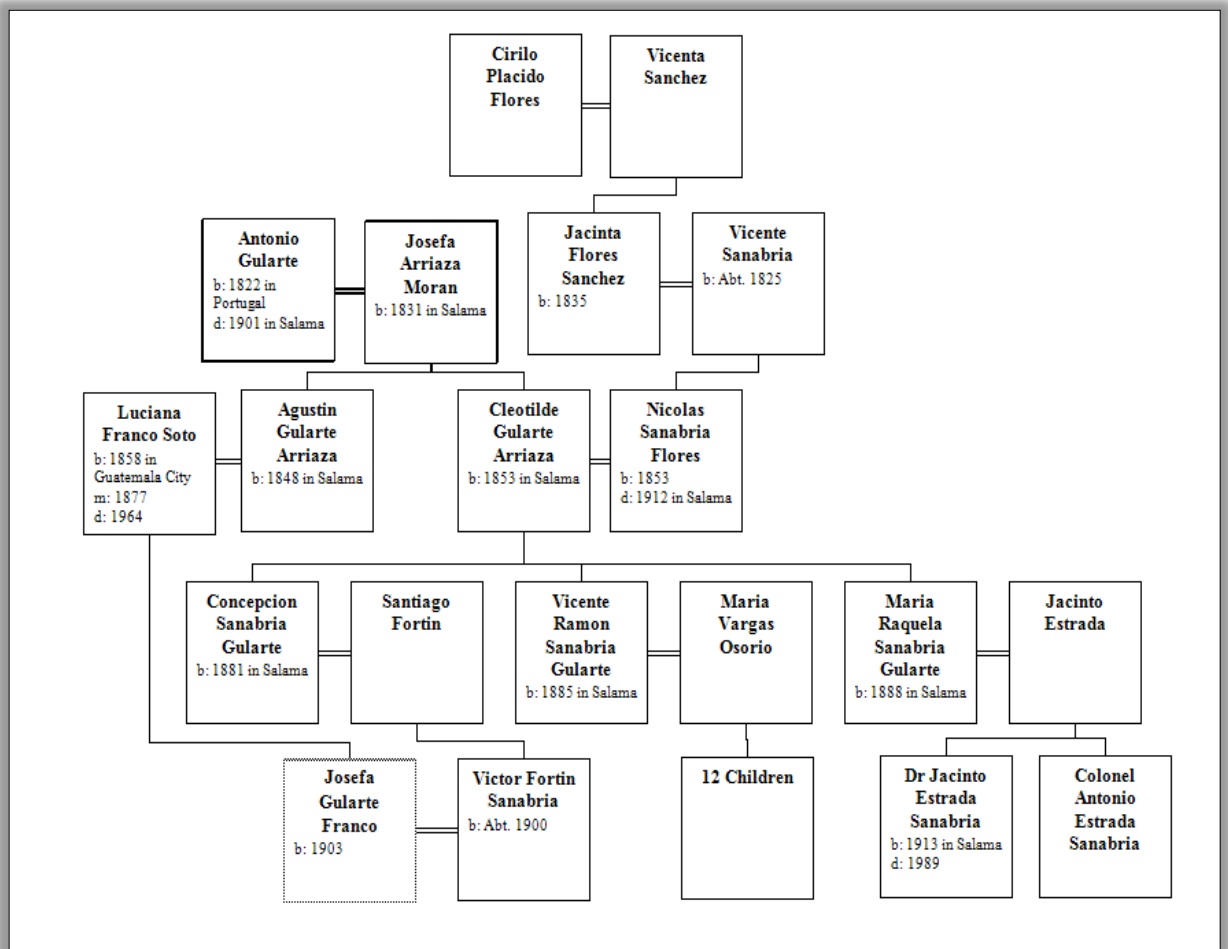 Cirilo
Placido
Flores
Vicenta
Sanchez
Antonio
Gularte
b: 1822 in
Portugal
d: 1901 in Salama
Josefa
Arriaza
Moran
b: 1831 in Salama
Jacinta
Flores
Sanchez
b: 1835
Vicente
Sanabria
b: Abt. 1825
Luciana
Franco Soto
b: 1858 in
Guatemala City
m: 1877
d: 1964
Agustin
Gularte
Arriaza
b: 1848 in Salama
Cleotilde
Gularte
Arriaza
b: 1853 in Salama
Nicolas
Sanabria
Flores
b: 1853
d: 1912 in Salama
Concepcion
Sanabria
Gularte
b: 1881 in Salama
Santiago
Fortin
Vicente
Ramon
Sanabria
Gularte
b: 1885 in Salama
Maria
Vargas
Osorio
Maria
Raquela
Sanabria
Gularte
b: 1888 in Salama
Jacinto
Estrada
Josefa
Gularte
Franco
b: 1903
Victor Fortin
Sanabria
b: Abt. 1900
12 Children
Dr Jacinto
Estrada
Sanabria
b: 1913 in Salama
d: 1989
Colonel
Antonio
Estrada
Sanabria